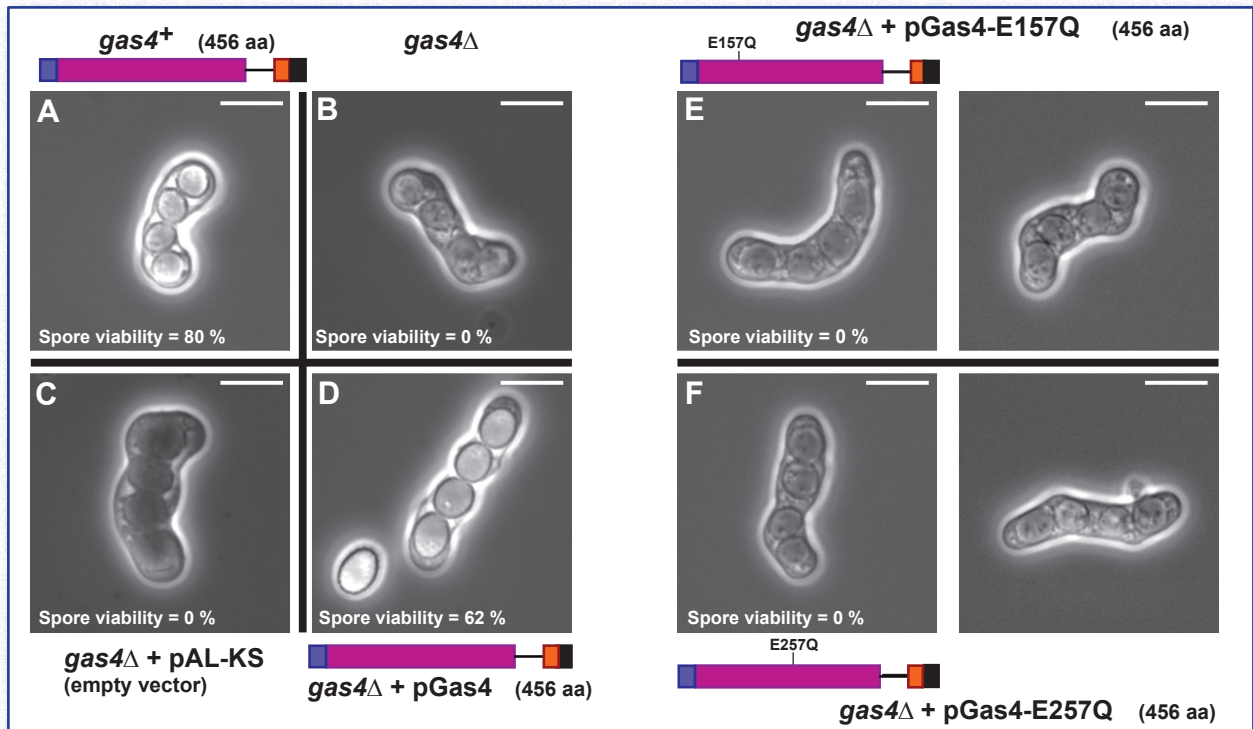 gas4+ (456 aa)
gas4Δ
A
Spore viability = 80 %
B
Spore viability = 0 %
C
Spore viability = 0 %
gas4Δ + pAL-KS
(empty vector)
D
Spore viability = 62 %
gas4Δ + pGas4 (456 aa)
gas4Δ + pGas4-E157Q (456 aa)
E157Q
E
Spore viability = 0 %
F
Spore viability = 0 %
E257Q
gas4Δ + pGas4-E257Q (456 aa)